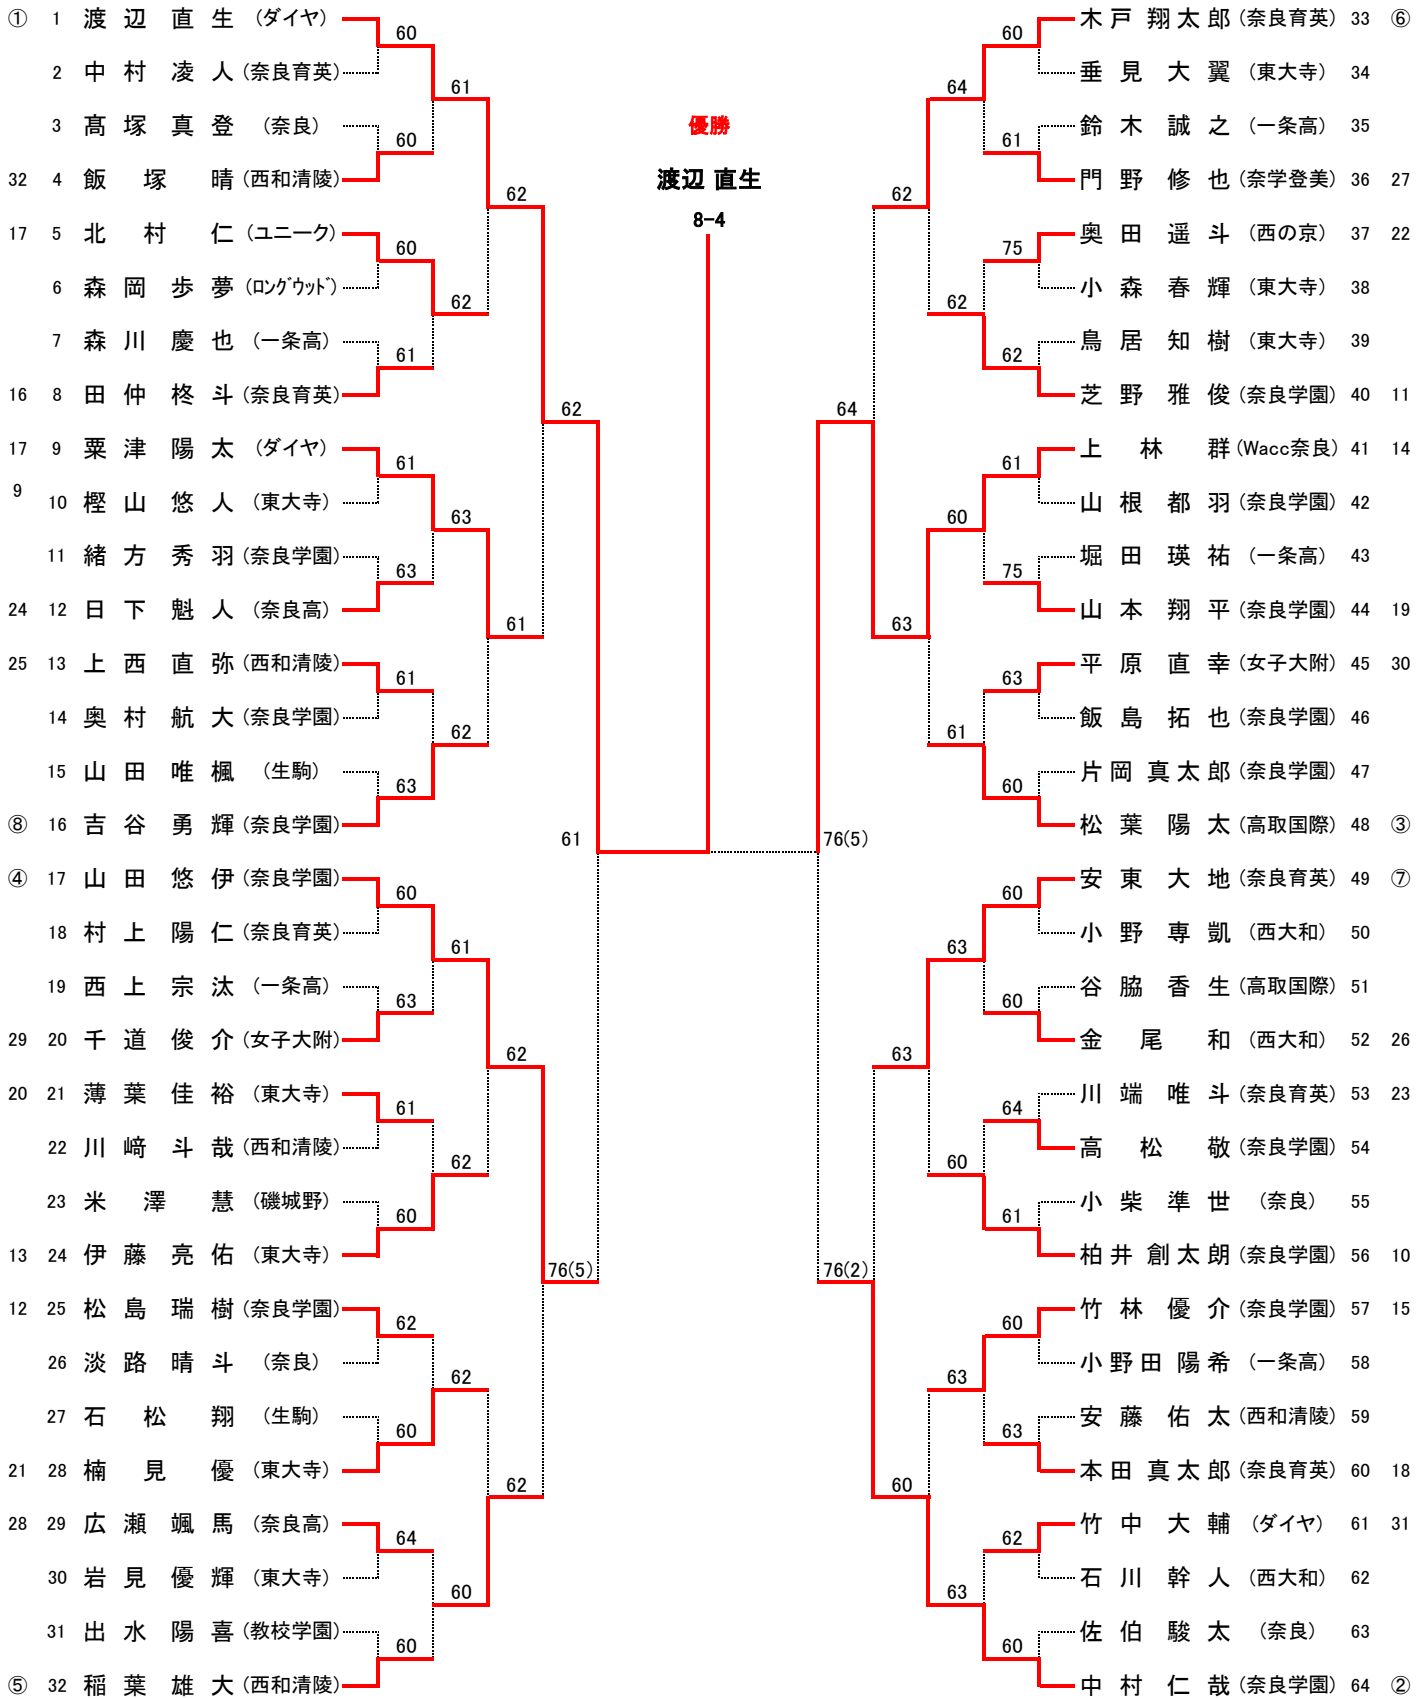 ① 1 渡辺直生 (ダイヤ) 木戸翔太郎 (奈良育英) 33 ⑥
60 60
2 中村凌人 (奈良育英) 垂見大翼 (東大寺) 34
61 64
3 髙塚真登 (奈良) 優勝 鈴木誠之 (一条高) 35
60 61
32 4 飯塚晴 (西和清陵) 渡辺 直生 門野修也 (奈学登美) 36 27
62 8-4 62
17 5 北村仁 (ユニーク) 奥田遥斗 (西の京) 37 22
60 75
6 森岡歩夢 (ロングウッド) 小森春輝 (東大寺) 38
62 62
7 森川慶也 (一条高) 鳥居知樹 (東大寺) 39
61 62
16 8 田仲柊斗 (奈良育英) 芝野雅俊 (奈良学園) 40 11
62 64
17 9 粟津陽太 (ダイヤ) 上林群 (Wacc奈良) 41 14
61 61
9
10 樫山悠人 (東大寺) 山根都羽 (奈良学園) 42
63 60
11 緒方秀羽 (奈良学園) 堀田瑛祐 (一条高) 43
63 75
24 12 日下魁人 (奈良高) 山本翔平 (奈良学園) 44 19
61 63
25 13 上西直弥 (西和清陵) 平原直幸 (女子大附) 45 30
61 63
14 奥村航大 (奈良学園) 飯島拓也 (奈良学園) 46
62 61
15 山田唯楓 (生駒) 片岡真太郎 (奈良学園) 47
63 60
⑧ 16 吉谷勇輝 (奈良学園) 松葉陽太 (高取国際) 48 ③
61 76(5)
④ 17 山田悠伊 (奈良学園) 安東大地 (奈良育英) 49 ⑦
60 60
18 村上陽仁 (奈良育英) 小野専凱 (西大和) 50
61 63
19 西上宗汰 (一条高) 谷脇香生 (高取国際) 51
63 60
29 20 千道俊介 (女子大附) 金尾和 (西大和) 52 26
62 63
20 21 薄葉佳裕 (東大寺) 川端唯斗 (奈良育英) 53 23
61 64
22 川﨑斗哉 (西和清陵) 高松敬 (奈良学園) 54
62 60
23 米澤慧 (磯城野) 小柴準世 (奈良) 55
60 61
13 24 伊藤亮佑 (東大寺) 柏井創太朗 (奈良学園) 56 10
76(5) 76(2)
12 25 松島瑞樹 (奈良学園) 竹林優介 (奈良学園) 57 15
62 60
26 淡路晴斗 (奈良) 小野田陽希 (一条高) 58
62 63
27 石松翔 (生駒) 安藤佑太 (西和清陵) 59
60 63
21 28 楠見優 (東大寺) 本田真太郎 (奈良育英) 60 18
62 60
28 29 広瀬颯馬 (奈良高) 竹中大輔 (ダイヤ) 61 31
64 62
30 岩見優輝 (東大寺) 石川幹人 (西大和) 62
60 63
31 出水陽喜 (教校学園) 佐伯駿太 (奈良) 63
60 60
⑤ 32 稲葉雄大 (西和清陵) 中村仁哉 (奈良学園) 64 ②